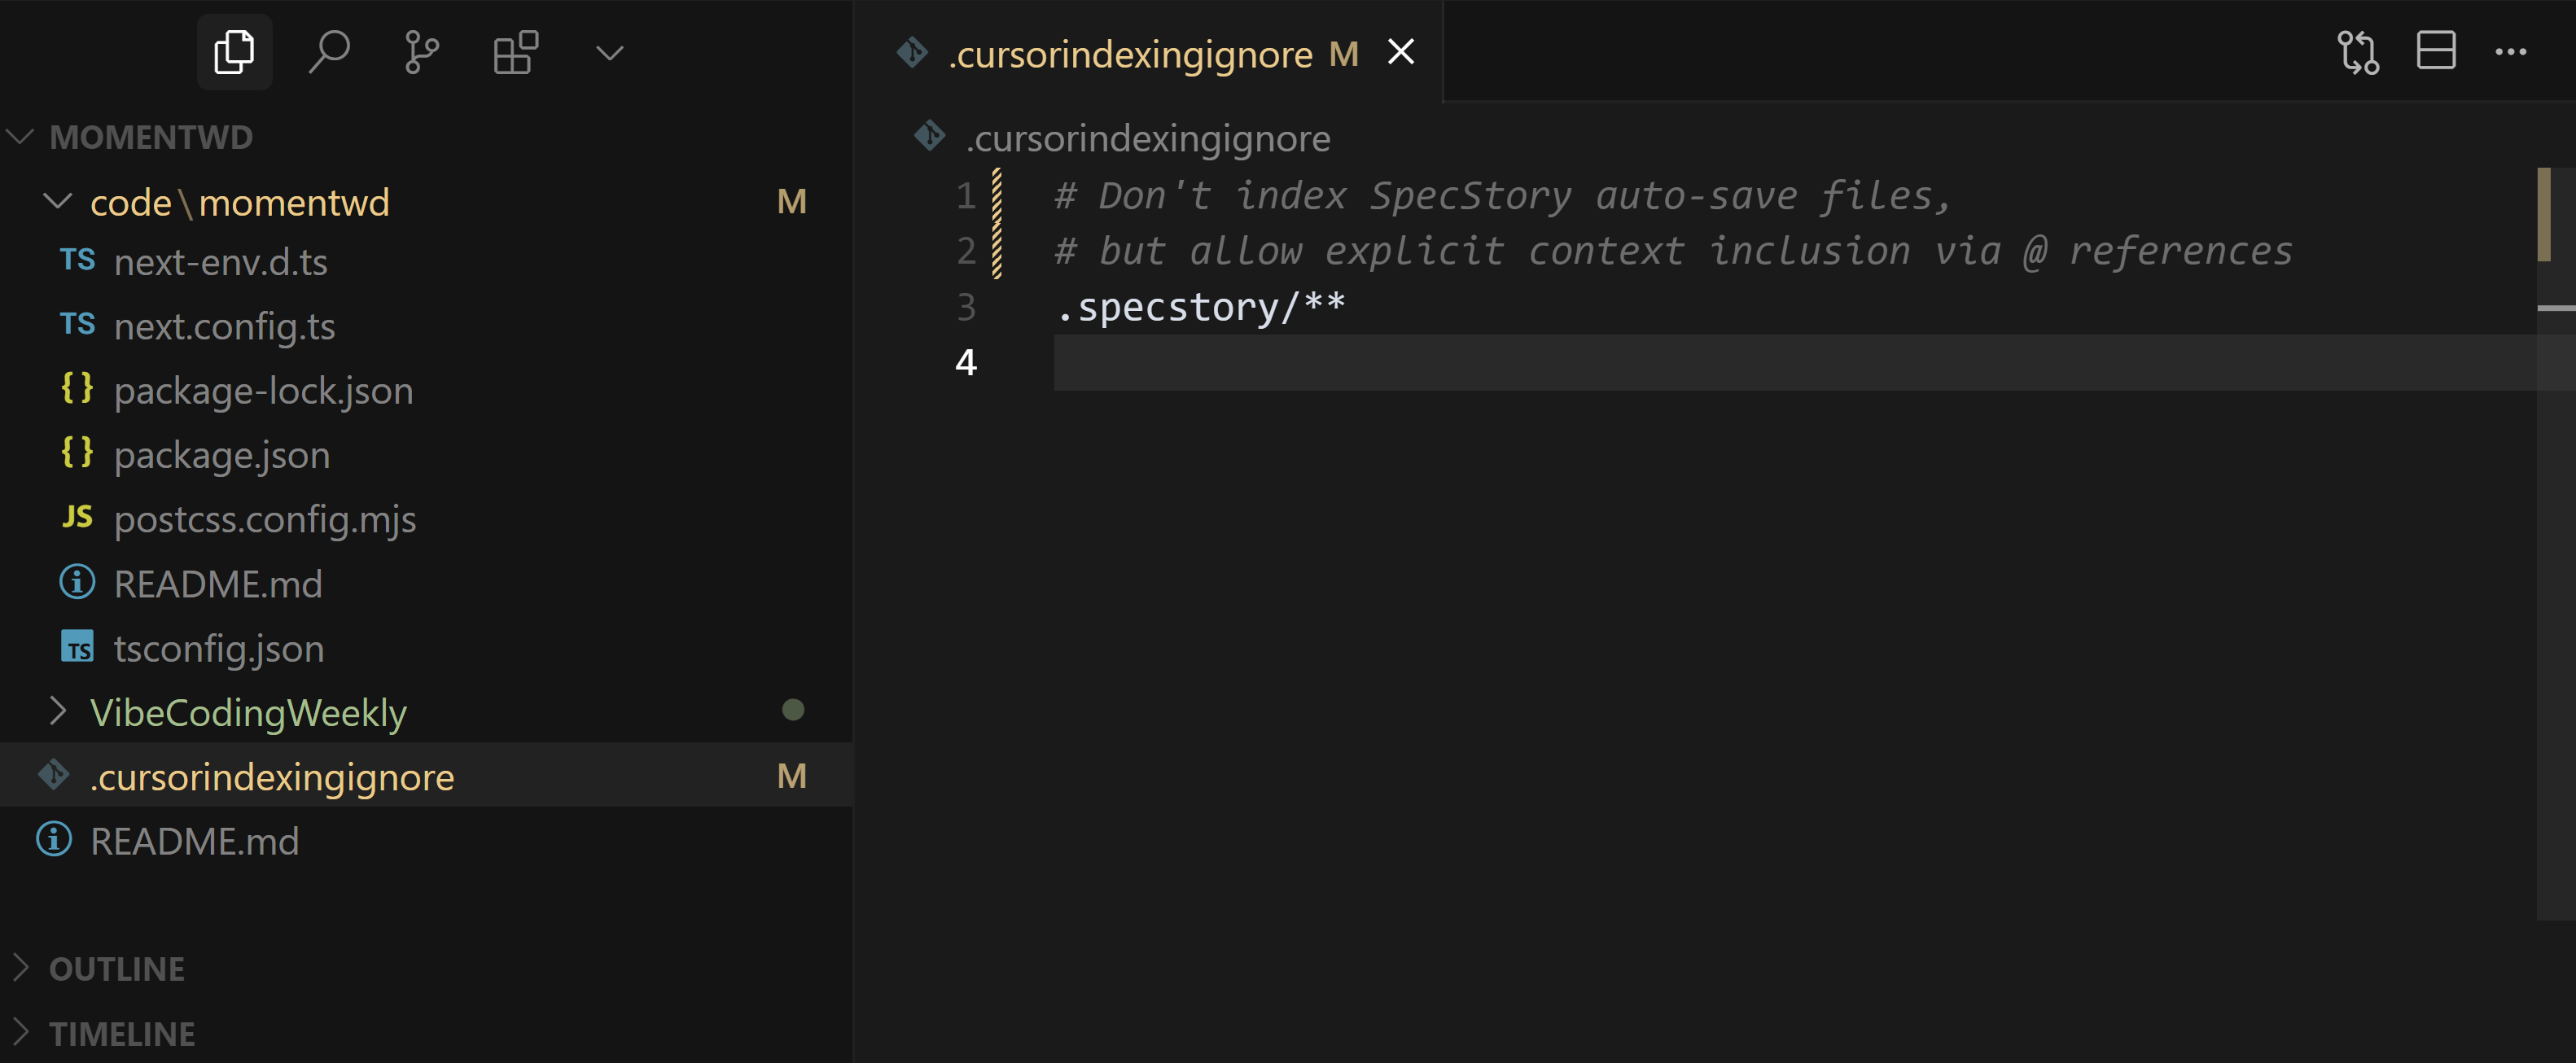 MOMENTWD
code\momentwd M
TS next-env.d.ts
TS next.config.ts
{} package-lock.json
{} package.json
JS postcss.config.mjs
README.md
TS tsconfig.json
VibeCodingWeekly
.cursorindexingignore M
README.md
OUTLINE
TIMELINE
.cursorindexingignore M
.cursorindexingignore
1 # Don't index SpecStory auto-save files,
2 # but allow explicit context inclusion via @ references
3 .specstory/**
4